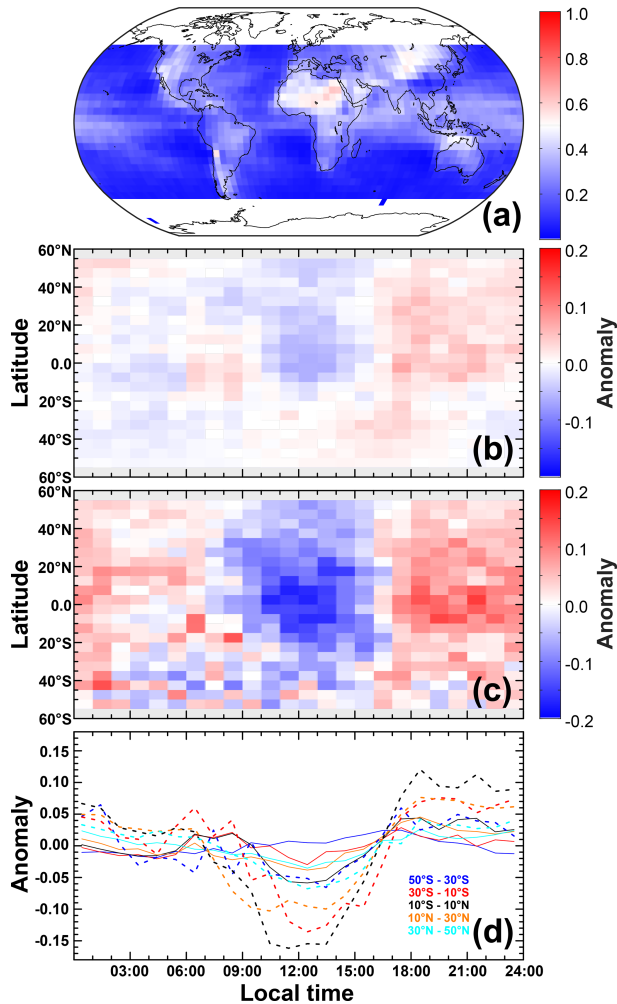 1.0
0.8
0.6
0.4
0.2
0.0
(a)
60°N
40°N
20°N
0.0
20°S
40°S
60°S
Latitude
(b)
0.2
0.1
0.0
-0.1
Anomaly
60°N
40°N
20°N
0.0
20°S
40°S
60°S
Latitude
(c)
0.2
0.1
0.0
-0.1
-0.2
Anomaly
0.15
0.10
0.05
0.00
-0.05
-0.10
-0.15
Anomaly
50°S - 30°S
30°S - 10°S
10°S - 10°N
10°N - 30°N
30°N - 50°N
(d)
03:00 06:00 09:00 12:00 15:00 18:00 21:00 24:00
Local time